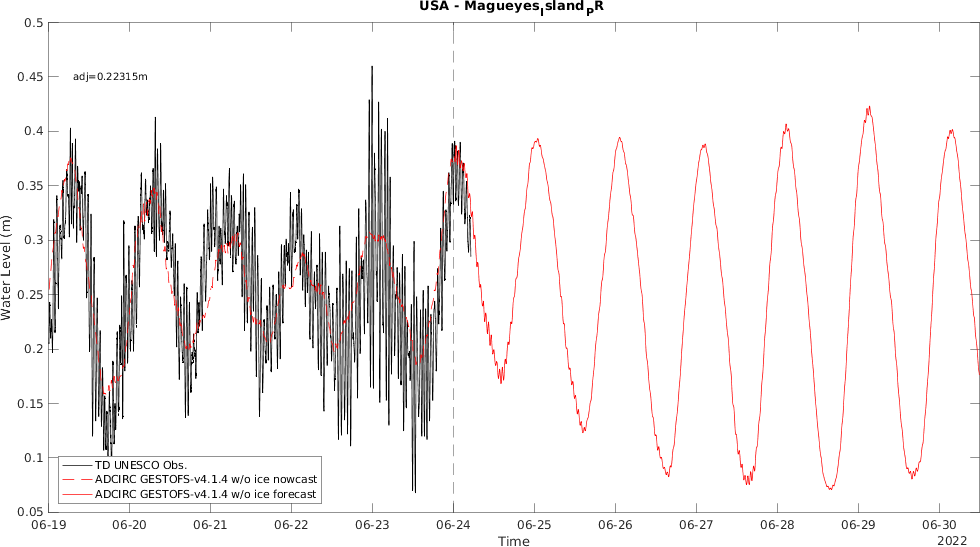 USA - Magueyes_Island_PR
0.5
0.45
0.4
0.35
0.3
0.25
0.2
0.15
0.1
0.05
Water Level (m)
adj=0.22315m
TD UNESCO Obs.
ADCIRC GESTOFS-v4.1.4 w/o ice nowcast
ADCIRC GESTOFS-v4.1.4 w/o ice forecast
06-19 06-20 06-21 06-22 06-23 06-24 06-25 06-26 06-27 06-28 06-29 06-30
Time
2022